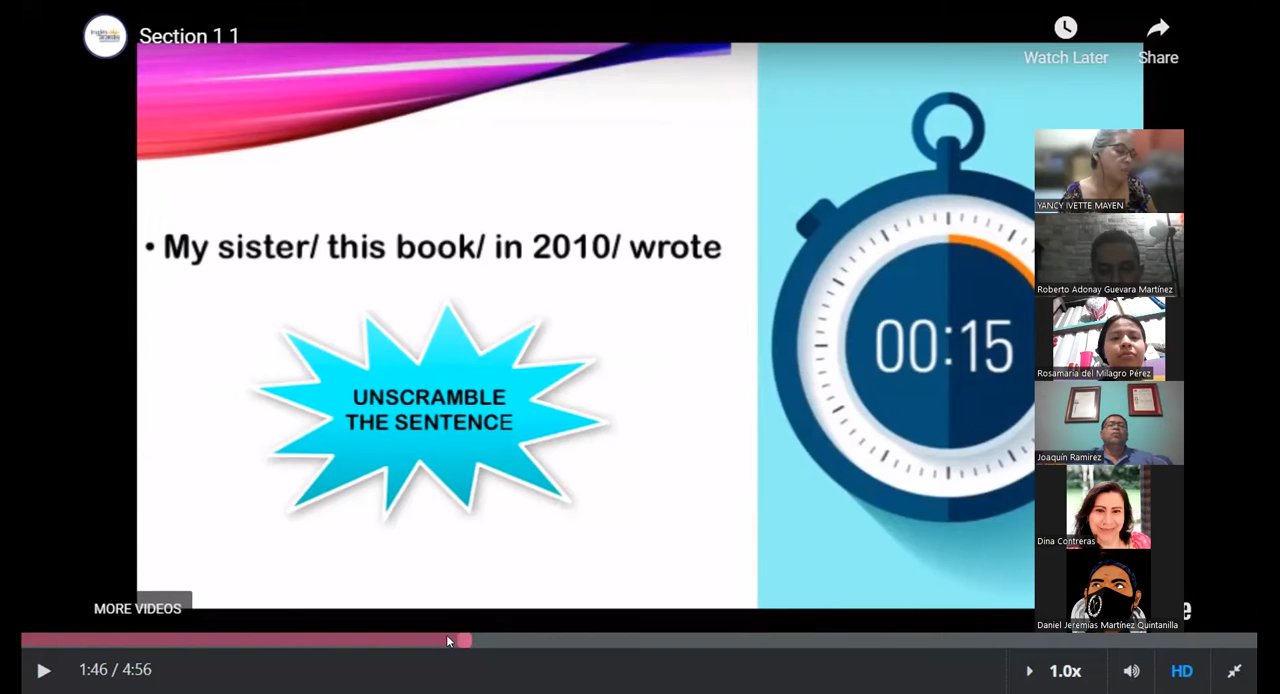 Section 1 1
Watch Later
Share
• My sister/ this book/ in 2010/ wrote
UNSCRAMBLE
THE SENTENCE
00:15
YANCY IVETTE MAYEN
Roberto Adonay Guevara Martínez
Rosamaria del Milagro Pérez
Joaquín Ramirez
Dina Contreras
Daniel Jeremías Martínez Quintanilla
MORE VIDEOS
1:46 / 4:56
1.0x
HD